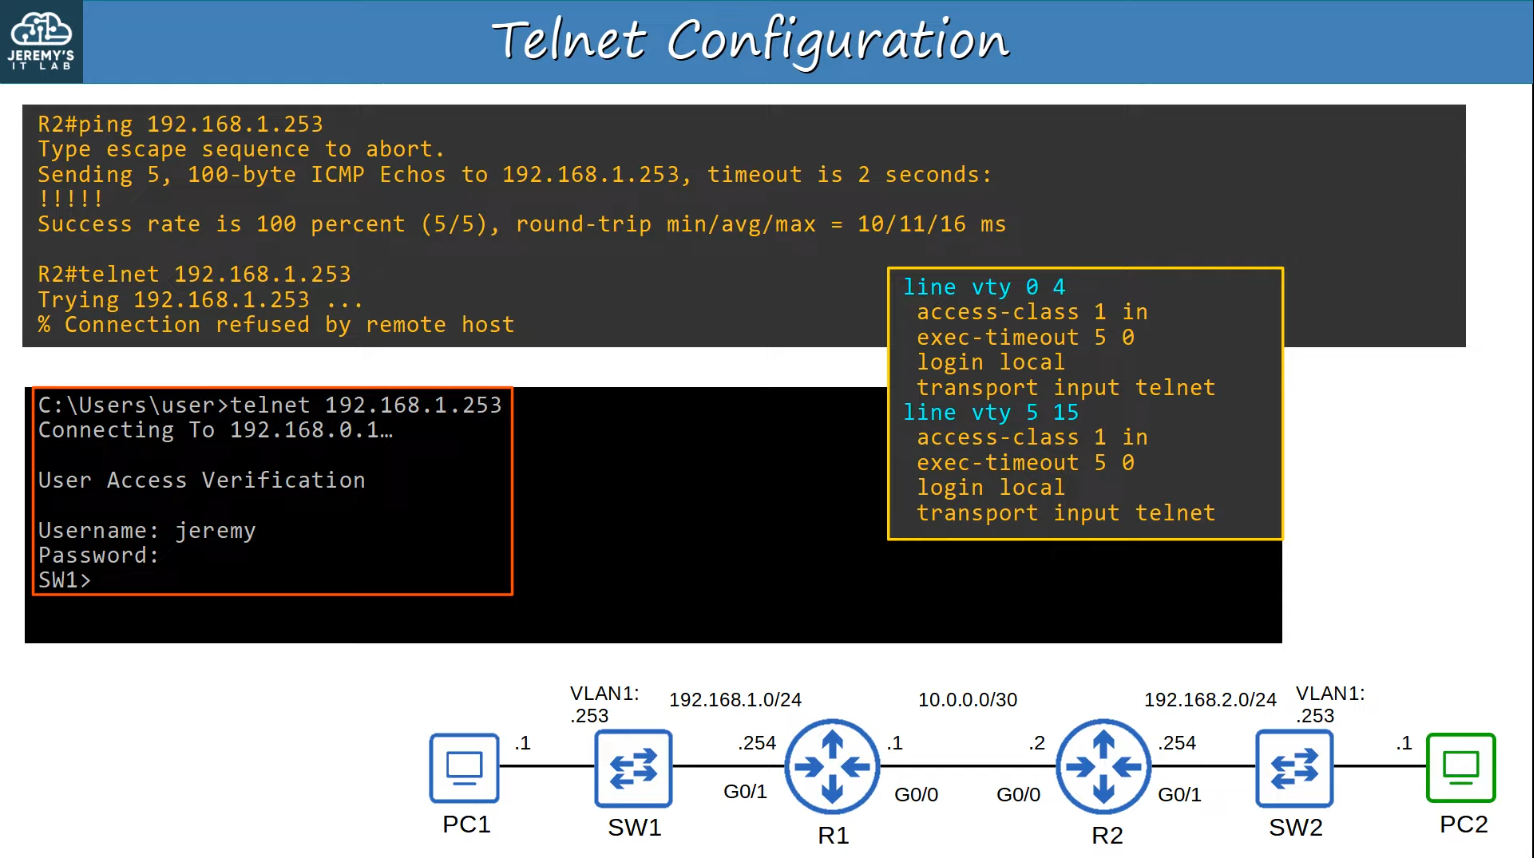 JEREMY'S
IT LAB
Telnet Configuration
R2#ping 192.168.1.253
Type escape sequence to abort.
Sending 5, 100-byte ICMP Echos to 192.168.1.253, timeout is 2 seconds:
!!!!!
Success rate is 100 percent (5/5), round-trip min/avg/max = 10/11/16 ms
R2#telnet 192.168.1.253
Trying 192.168.1.253 ...
% Connection refused by remote host
line vty 0 4
access-class 1 in
exec-timeout 5 0
login local
transport input telnet
line vty 5 15
access-class 1 in
exec-timeout 5 0
login local
transport input telnet
C:\Users\user>telnet 192.168.1.253
Connecting To 192.168.0.1…
User Access Verification
Username: jeremy
Password:
SW1>
VLAN1:
.253
192.168.1.0/24
10.0.0.0/30
192.168.2.0/24
VLAN1:
.253
.1
.254
.1
.2
.254
.1
G0/1
G0/0
G0/0
G0/1
PC1
SW1
R1
R2
SW2
PC2